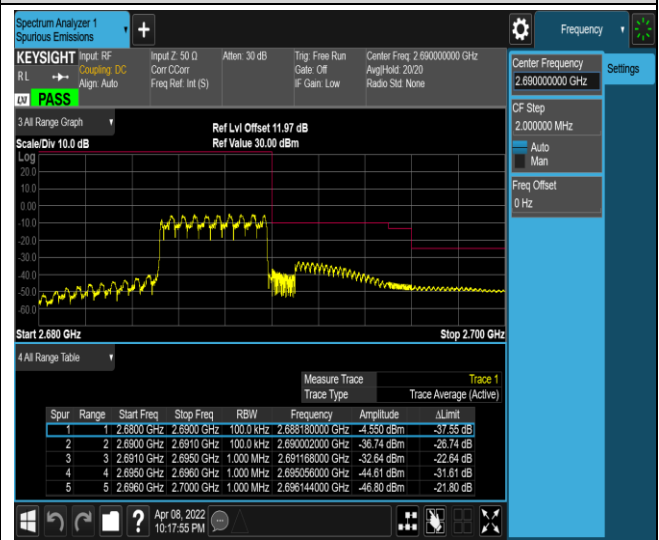 Spectrum Analyzer 1
Spurious Emissions
Frequency
KEYSIGHT Input: RF Input Z: 50 Ω Atten: 30 dB Trig: Free Run Center Freq: 2.690000000 GHz
RL Coupling: DC Corr CCorr Gate: Off Avg|Hold: 20/20
Align: Auto Freq Ref: Int (S) IF Gain: Low Radio Std: None
LXI PASS
Center Frequency
2.690000000 GHz
Settings
CF Step
2.000000 MHz
Auto
Man
Freq Offset
0 Hz
3 All Range Graph
Ref Lvl Offset 11.97 dB
Scale/Div 10.0 dB Ref Value 30.00 dBm
Log
20.0
10.0
0.00
-10.0
-20.0
-30.0
-40.0
-50.0
-60.0
Start 2.680 GHz Stop 2.700 GHz
4 All Range Table
Measure Trace Trace 1
Trace Type Trace Average (Active)
Spur Range Start Freq Stop Freq RBW Frequency Amplitude ΔLimit
1 1 2.6800 GHz 2.6900 GHz 100.0 kHz 2.688180000 GHz -4.550 dBm -37.55 dB
2 2 2.6900 GHz 2.6910 GHz 100.0 kHz 2.690002000 GHz -36.74 dBm -26.74 dB
3 3 2.6910 GHz 2.6950 GHz 1.000 MHz 2.691168000 GHz -32.64 dBm -22.64 dB
4 4 2.6950 GHz 2.6960 GHz 1.000 MHz 2.695056000 GHz -44.61 dBm -31.61 dB
5 5 2.6960 GHz 2.7000 GHz 1.000 MHz 2.696144000 GHz -46.80 dBm -21.80 dB
Apr 08, 2022
10:17:55 PM